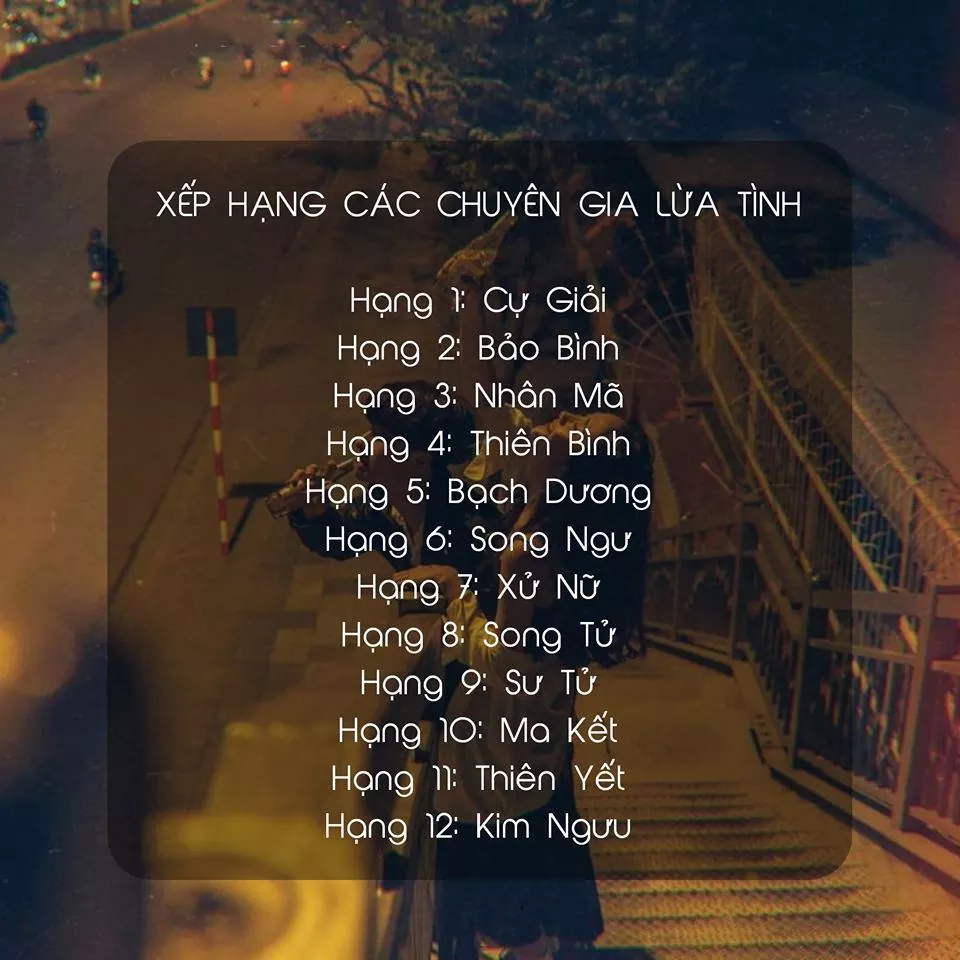 XẾP HẠNG CÁC CHUYÊN GIA LỪA TÌNH
Hạng 1: Cự Giải
Hạng 2: Bảo Bình
Hạng 3: Nhân Mã
Hạng 4: Thiên Bình
Hạng 5: Bạch Dương
Hạng 6: Song Ngư
Hạng 7: Xử Nữ
Hạng 8: Song Tử
Hạng 9: Sư Tử
Hạng 10: Ma Kết
Hạng 11: Thiên Yết
Hạng 12: Kim Ngưu